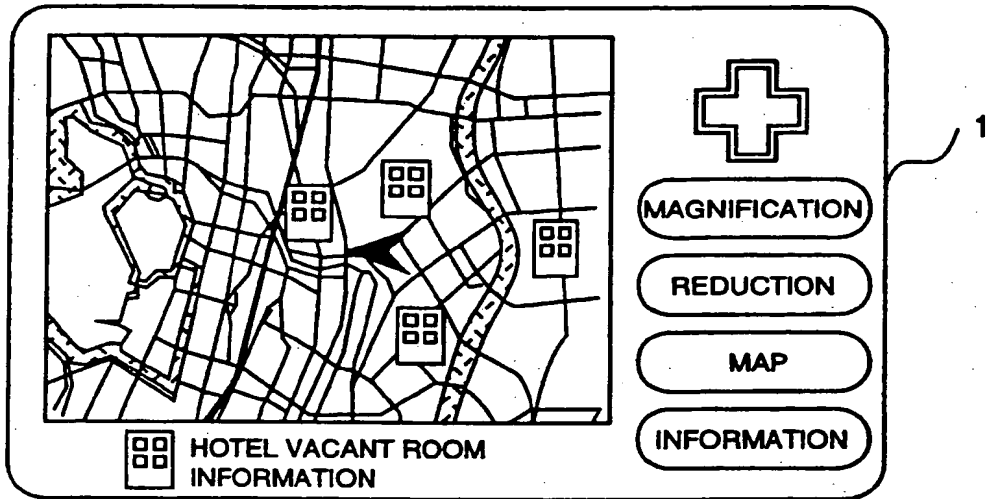 1
MAGNIFICATION
REDUCTION
MAP
INFORMATION
HOTEL VACANT ROOM
INFORMATION